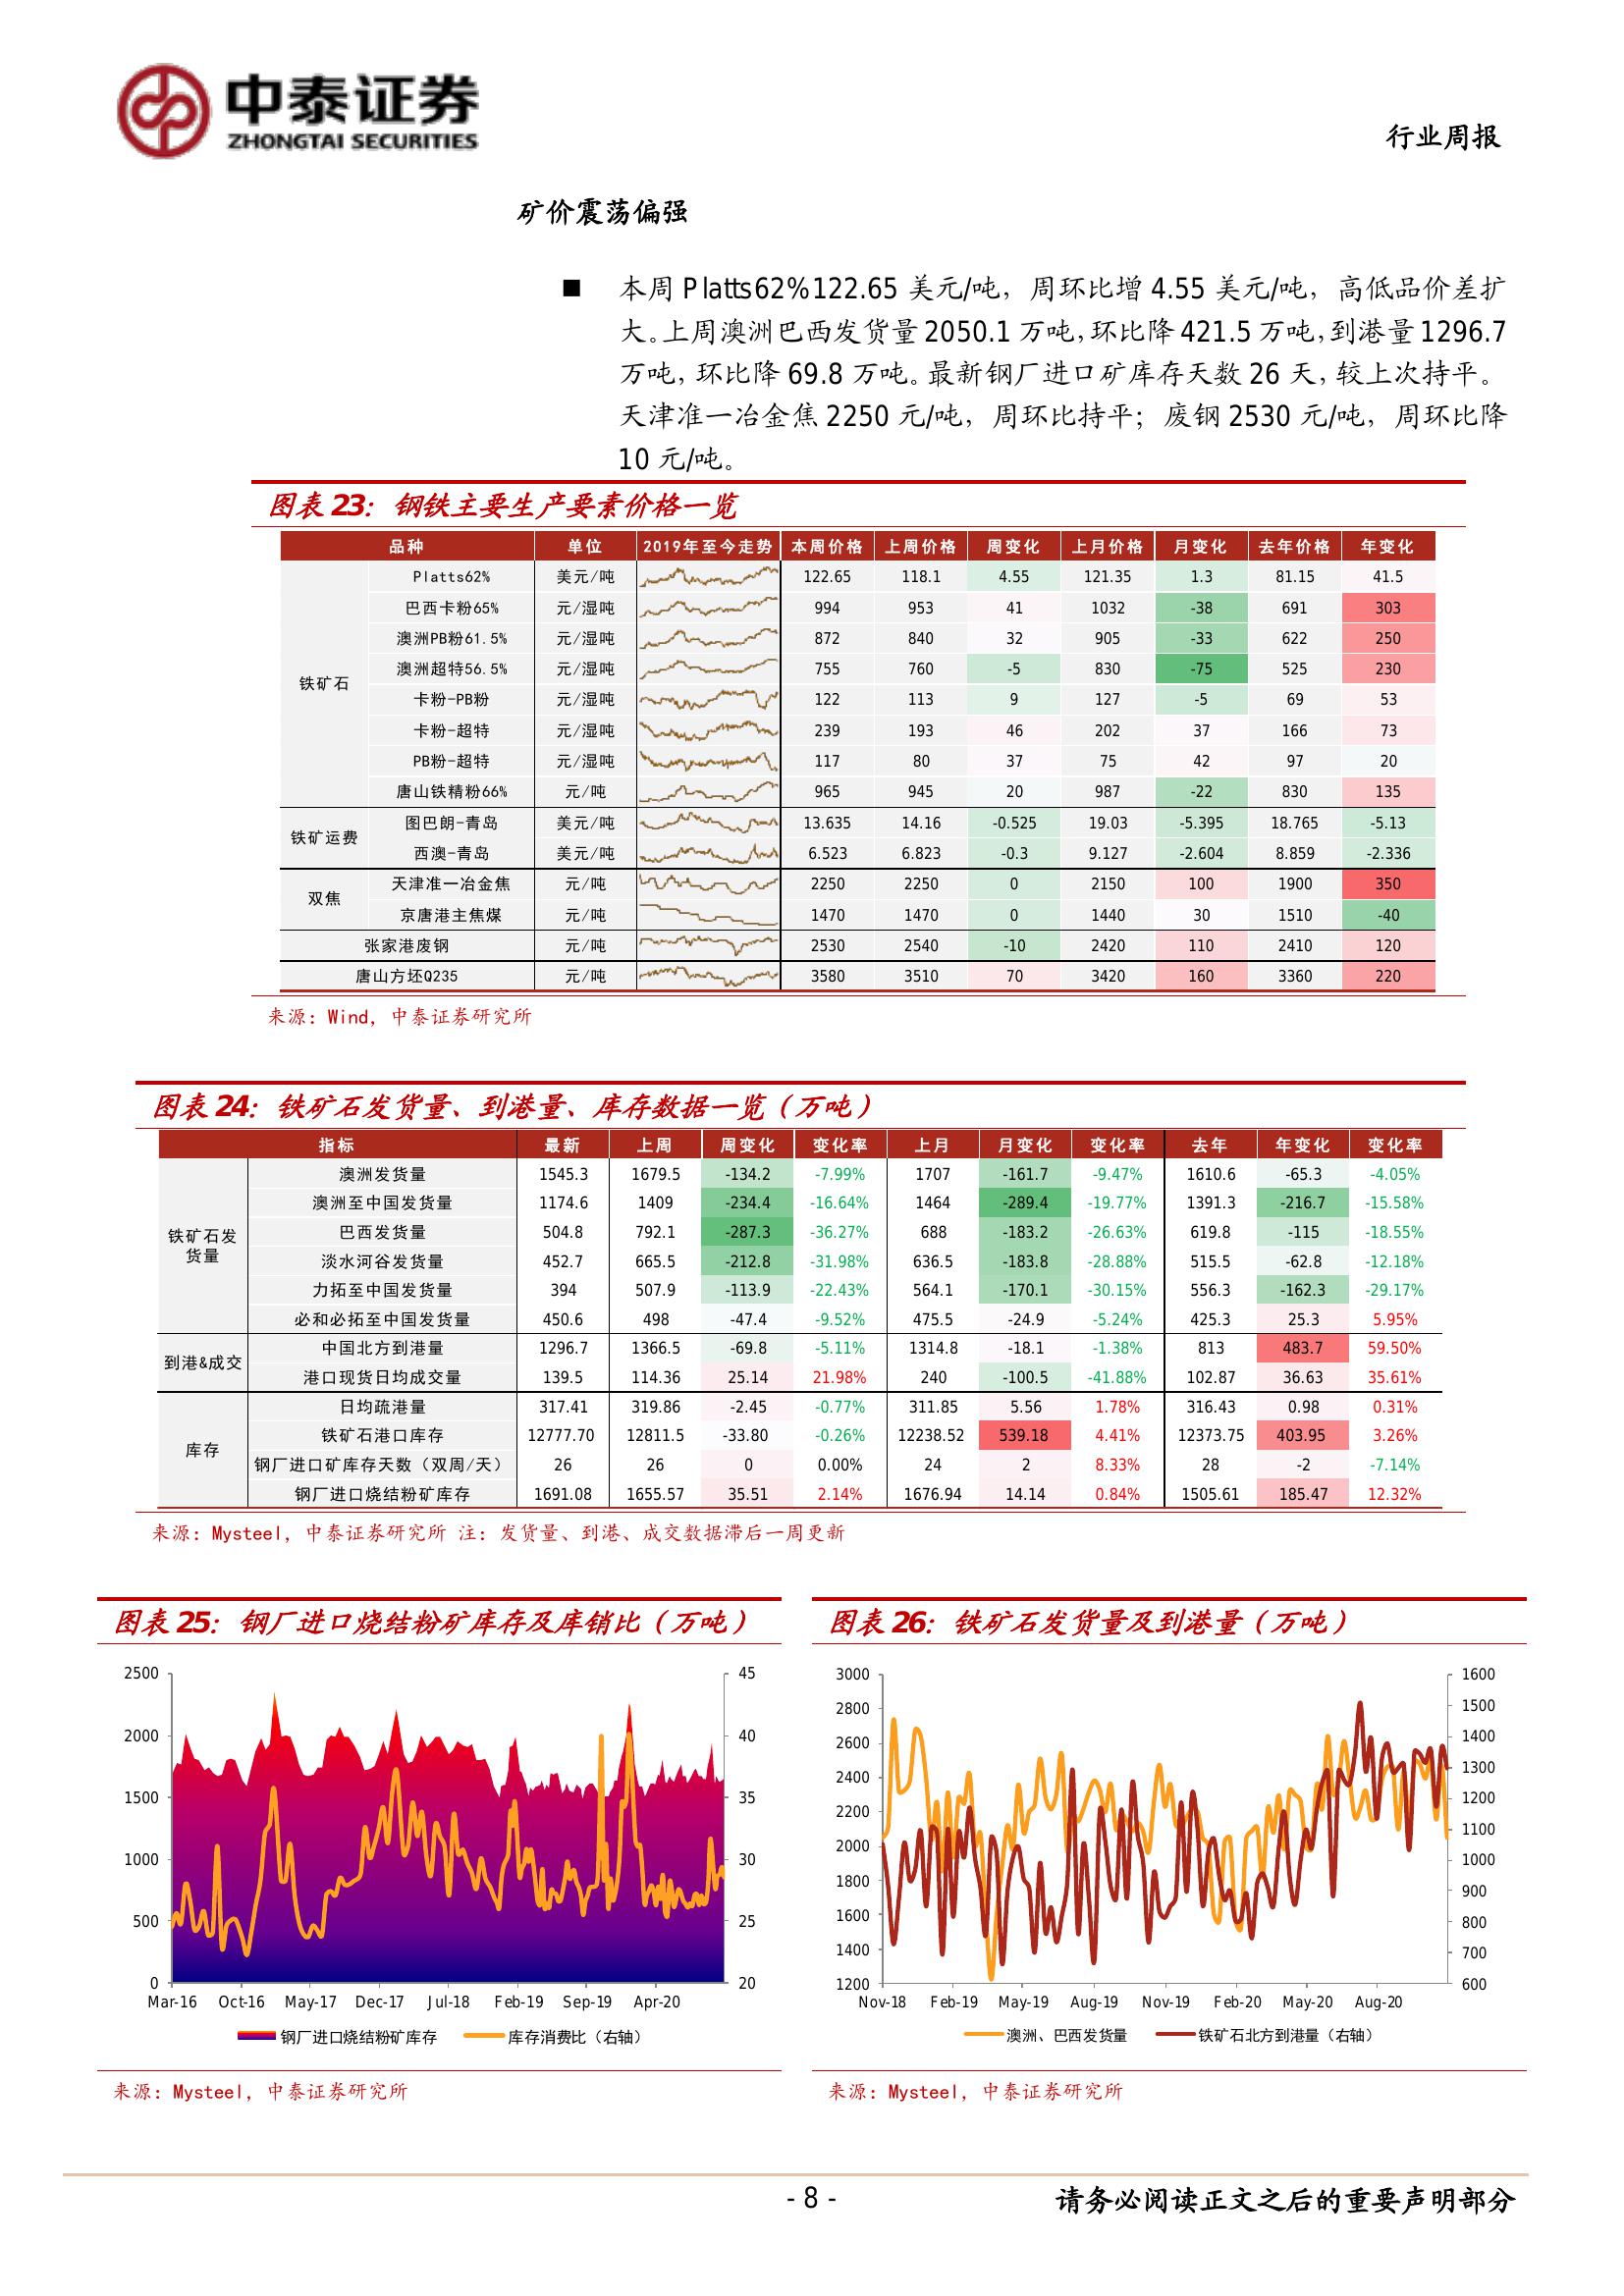 中泰证券
ZHONGTAI SECURITIES
行业周报
矿价震荡偏强
■ 本周 Platts62%122.65 美元/吨，周环比增 4.55 美元/吨，高低品价差扩
大。上周澳洲巴西发货量 2050.1 万吨，环比降 421.5 万吨，到港量 1296.7
万吨，环比降 69.8 万吨。最新钢厂进口矿库存天数 26 天，较上次持平。
天津准一冶金焦 2250 元/吨，周环比持平；废钢 2530 元/吨，周环比降
10 元/吨。
图表 23：钢铁主要生产要素价格一览
品种 单位 2019年至今走势 本周价格 上周价格 周变化 上月价格 月变化 去年价格 年变化
铁矿石
Platts62% 美元/吨 122.65 118.1 4.55 121.35 1.3 81.15 41.5
巴西卡粉65% 元/湿吨 994 953 41 1032 -38 691 303
澳洲PB粉61.5% 元/湿吨 872 840 32 905 -33 622 250
澳洲超特56.5% 元/湿吨 755 760 -5 830 -75 525 230
卡粉-PB粉 元/湿吨 122 113 9 127 -5 69 53
卡粉-超特 元/湿吨 239 193 46 202 37 166 73
PB粉-超特 元/湿吨 117 80 37 75 42 97 20
唐山铁精粉66% 元/吨 965 945 20 987 -22 830 135
铁矿运费
图巴朗-青岛 美元/吨 13.635 14.16 -0.525 19.03 -5.395 18.765 -5.13
西澳-青岛 美元/吨 6.523 6.823 -0.3 9.127 -2.604 8.859 -2.336
双焦
天津准一冶金焦 元/吨 2250 2250 0 2150 100 1900 350
京唐港主焦煤 元/吨 1470 1470 0 1440 30 1510 -40
张家港废钢 元/吨 2530 2540 -10 2420 110 2410 120
唐山方坯Q235 元/吨 3580 3510 70 3420 160 3360 220
来源：Wind，中泰证券研究所
图表 24：铁矿石发货量、到港量、库存数据一览（万吨）
指标 最新 上周 周变化 变化率 上月 月变化 变化率 去年 年变化 变化率
铁矿石发
货量
澳洲发货量 1545.3 1679.5 -134.2 -7.99% 1707 -161.7 -9.47% 1610.6 -65.3 -4.05%
澳洲至中国发货量 1174.6 1409 -234.4 -16.64% 1464 -289.4 -19.77% 1391.3 -216.7 -15.58%
巴西发货量 504.8 792.1 -287.3 -36.27% 688 -183.2 -26.63% 619.8 -115 -18.55%
淡水河谷发货量 452.7 665.5 -212.8 -31.98% 636.5 -183.8 -28.88% 515.5 -62.8 -12.18%
力拓至中国发货量 394 507.9 -113.9 -22.43% 564.1 -170.1 -30.15% 556.3 -162.3 -29.17%
必和必拓至中国发货量 450.6 498 -47.4 -9.52% 475.5 -24.9 -5.24% 425.3 25.3 5.95%
到港&成交
中国北方到港量 1296.7 1366.5 -69.8 -5.11% 1314.8 -18.1 -1.38% 813 483.7 59.50%
港口现货日均成交量 139.5 114.36 25.14 21.98% 240 -100.5 -41.88% 102.87 36.63 35.61%
库存
日均疏港量 317.41 319.86 -2.45 -0.77% 311.85 5.56 1.78% 316.43 0.98 0.31%
铁矿石港口库存 12777.70 12811.5 -33.80 -0.26% 12238.52 539.18 4.41% 12373.75 403.95 3.26%
钢厂进口矿库存天数（双周/天） 26 26 0 0.00% 24 2 8.33% 28 -2 -7.14%
钢厂进口烧结粉矿库存 1691.08 1655.57 35.51 2.14% 1676.94 14.14 0.84% 1505.61 185.47 12.32%
来源：Mysteel，中泰证券研究所 注：发货量、到港、成交数据滞后一周更新
图表 25：钢厂进口烧结粉矿库存及库销比（万吨）
2500 45
2000 40
1500 35
1000 30
500 25
0 20
Mar-16 Oct-16 May-17 Dec-17 Jul-18 Feb-19 Sep-19 Apr-20
钢厂进口烧结粉矿库存 库存消费比（右轴）
来源：Mysteel，中泰证券研究所
图表 26：铁矿石发货量及到港量（万吨）
3000 1600
2800 1500
2600 1400
2400 1300
2200 1200
2000 1100
1800 1000
1600 900
1400 800
1200 700
600
Nov-18 Feb-19 May-19 Aug-19 Nov-19 Feb-20 May-20 Aug-20
澳洲、巴西发货量 铁矿石北方到港量（右轴）
来源：Mysteel，中泰证券研究所
- 8 -
请务必阅读正文之后的重要声明部分